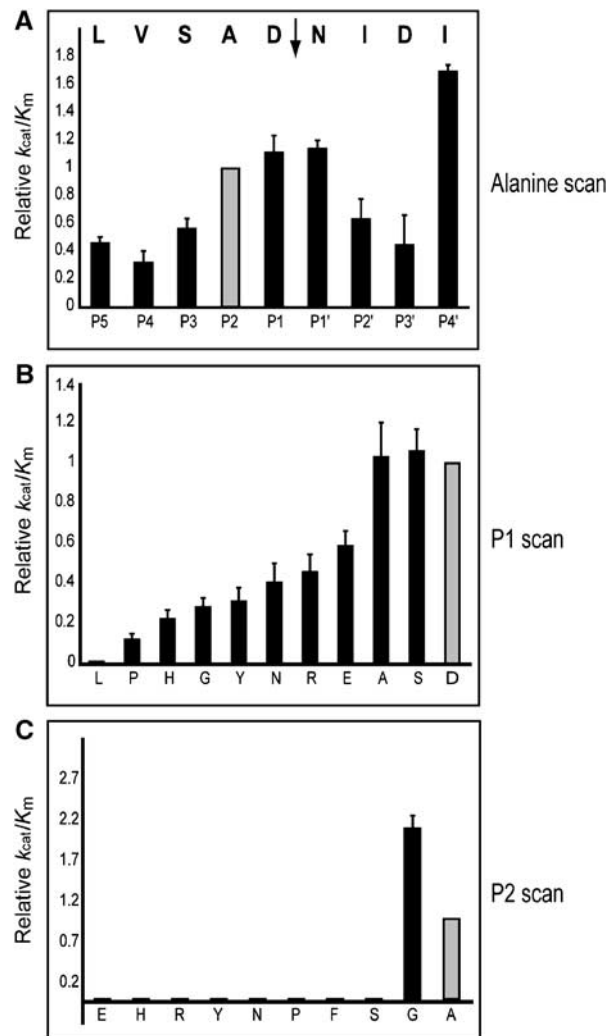 A
L V S A D N I D I
Relative kcat/Km
1.8
1.6
1.4
1.2
1
0.8
0.6
0.4
0.2
0
P5 P4 P3 P2 P1 P1' P2' P3' P4'
Alanine scan
B
Relative kcat/Km
1.4
1.2
1
0.8
0.6
0.4
0.2
0
L P H G Y N R E A S D
P1 scan
C
Relative kcat/Km
2.7
2.2
1.7
1.2
0.7
0.2
E H R Y N P F S G A
P2 scan